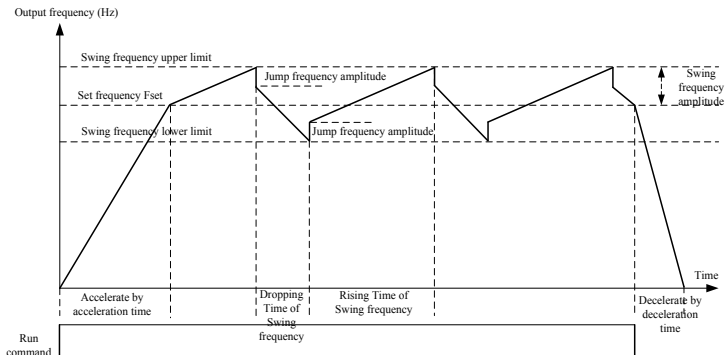 Output frequency (Hz)
Swing frequency upper limit
Jump frequency amplitude
Swing
frequency
amplitude
Set frequency Fset
Jump frequency amplitude
Swing frequency lower limit
Time
Accelerate by
acceleration time
Dropping
Time of
Swing
frequency
Rising Time of
Swing frequency
Decelerate by
deceleration
time
Run
command